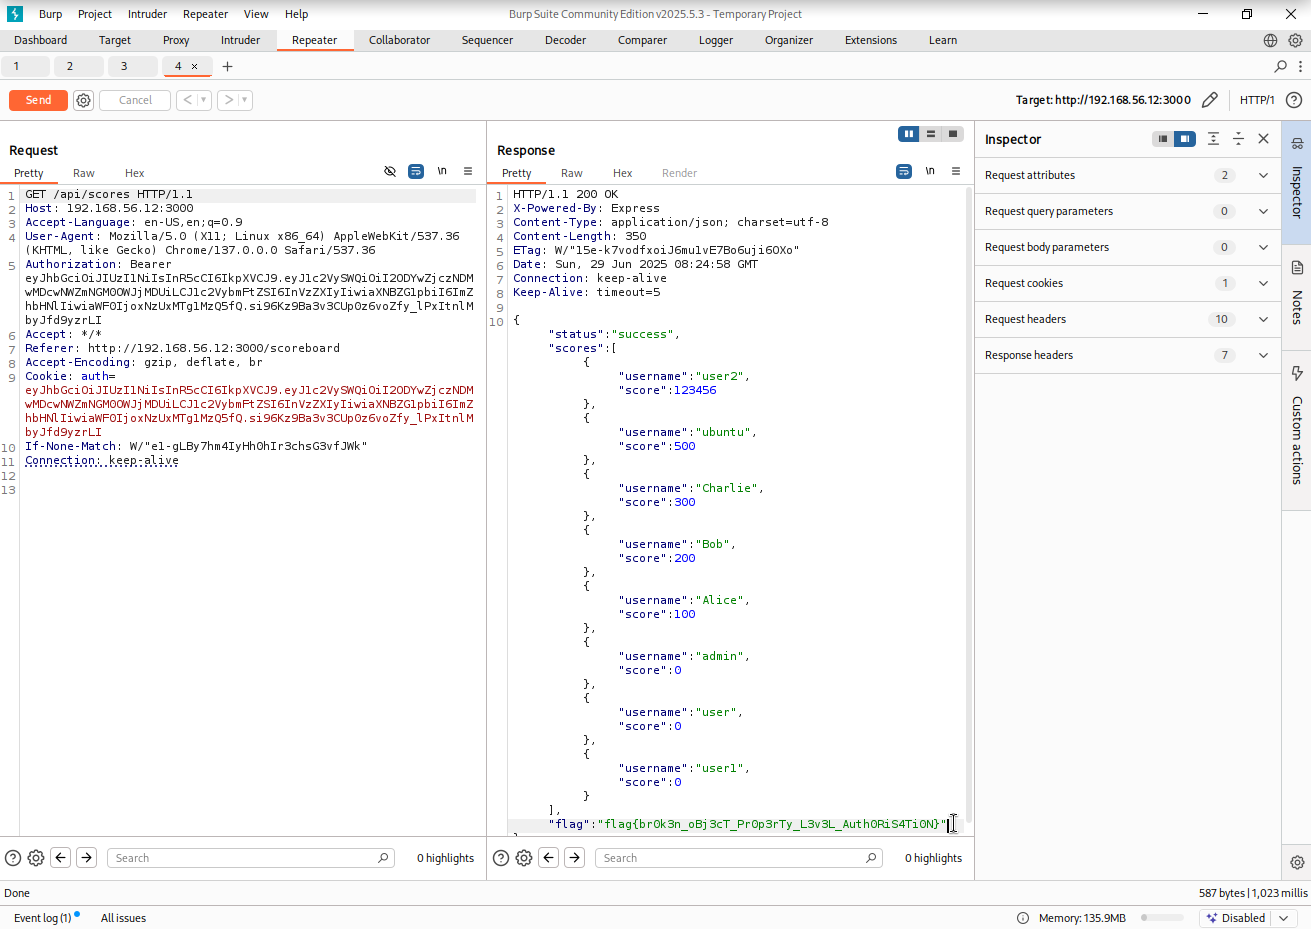 Burp Project Intruder Repeater View Help Burp Suite Community Edition v2025.5.3 - Temporary Project
Dashboard Target Proxy Intruder Repeater Collaborator Sequencer Decoder Comparer Logger Organizer Extensions Learn
1 2 3 4 × +
Send Cancel < > Target: http://192.168.56.12:3000 HTTP/1 ?
Request
Pretty Raw Hex \n
1 GET /api/scores HTTP/1.1
2 Host: 192.168.56.12:3000
3 Accept-Language: en-US,en;q=0.9
4 User-Agent: Mozilla/5.0 (X11; Linux x86_64) AppleWebKit/537.36
(KHTML, like Gecko) Chrome/137.0.0.0 Safari/537.36
5 Authorization: Bearer
6 Accept: */*
7 Referer: http://192.168.56.12:3000/scoreboard
8 Accept-Encoding: gzip, deflate, br
9 Cookie: auth=
10 If-None-Match: W/"e1-gLBy7hm4IyHh0hIr3chsG3vfJWk"
11 Connection: keep-alive
12
13
Response
Pretty Raw Hex Render \n
1 HTTP/1.1 200 OK
2 X-Powered-By: Express
3 Content-Type: application/json; charset=utf-8
4 Content-Length: 350
5 ETag: W/"15e-k7vodfxoiJ6mu1vE7Bo6uji6OXo"
6 Date: Sun, 29 Jun 2025 08:24:58 GMT
7 Connection: keep-alive
8 Keep-Alive: timeout=5
9
10 {
"status":"success",
"scores":[
{
"username":"user2",
"score":123456
},
{
"username":"ubuntu",
"score":500
},
{
"username":"Charlie",
"score":300
},
{
"username":"Bob",
"score":200
},
{
"username":"Alice",
"score":100
},
{
"username":"admin",
"score":0
},
{
"username":"user",
"score":0
},
{
"username":"user1",
"score":0
}
],
"flag":"flag{br0k3n_oBj3cT_Pr0p3rTy_L3v3L_Auth0RiS4Ti0N}"
Inspector
Request attributes 2
Request query parameters 0
Request body parameters 0
Request cookies 1
Request headers 10
Response headers 7
Inspector
Notes
Custom actions
? Search 0 highlights
? Search 0 highlights
Done 587 bytes | 1,023 millis
Event log (1) All issues Memory: 135.9MB Disabled